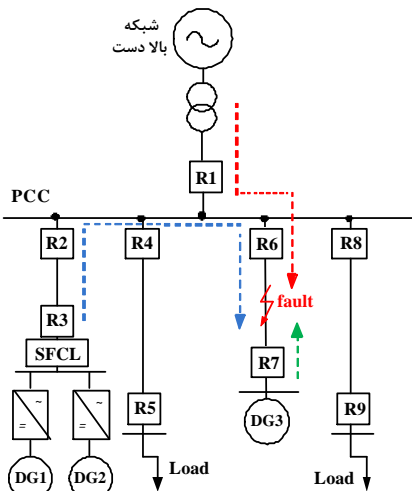 شبکه
بالا دست
R1
PCC
R2
R4
R6
R8
fault
R3
SFCL
R7
R5
R9
DG3
~
=
~
=
DG1
DG2
Load
Load